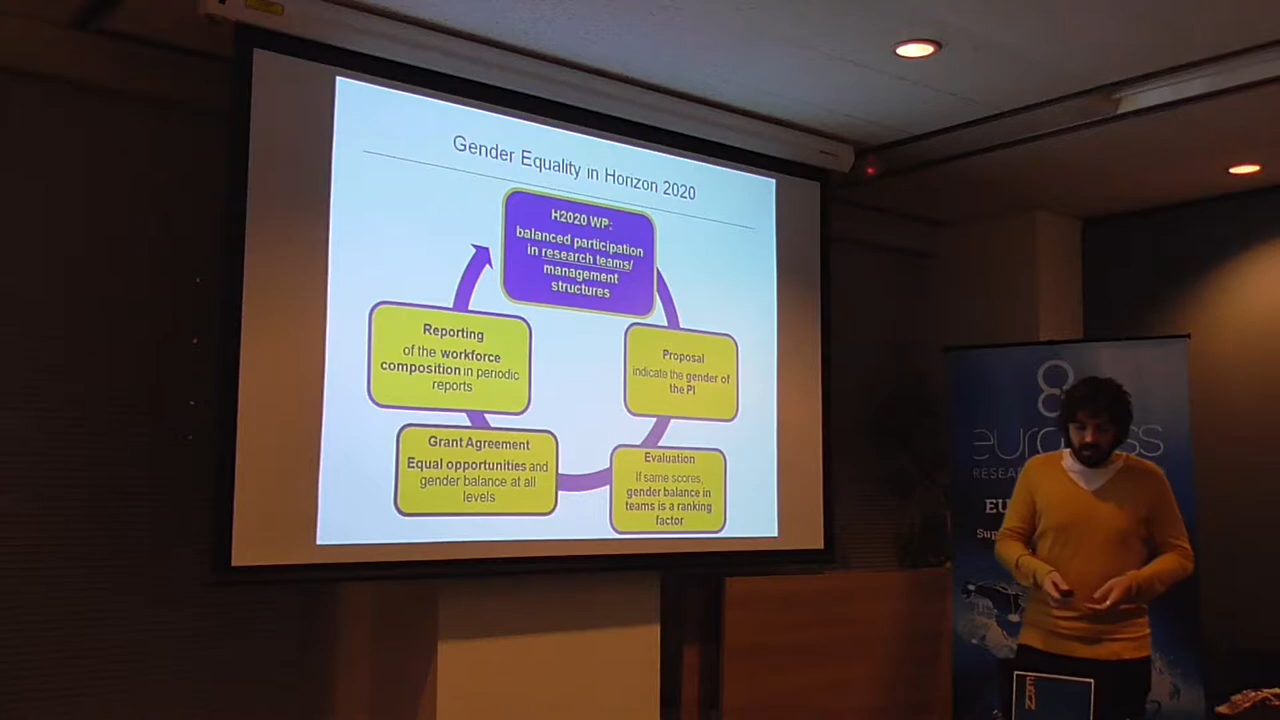 Gender Equality in Horizon 2020
H2020 WP:
balanced participation
in research teams/
management
structures
Proposal
indicate the gender of
the PI
Evaluation
If same scores,
gender balance in
teams is a ranking
factor
Grant Agreement
Equal opportunities and
gender balance at all
levels
Reporting
of the workforce
composition in periodic
reports